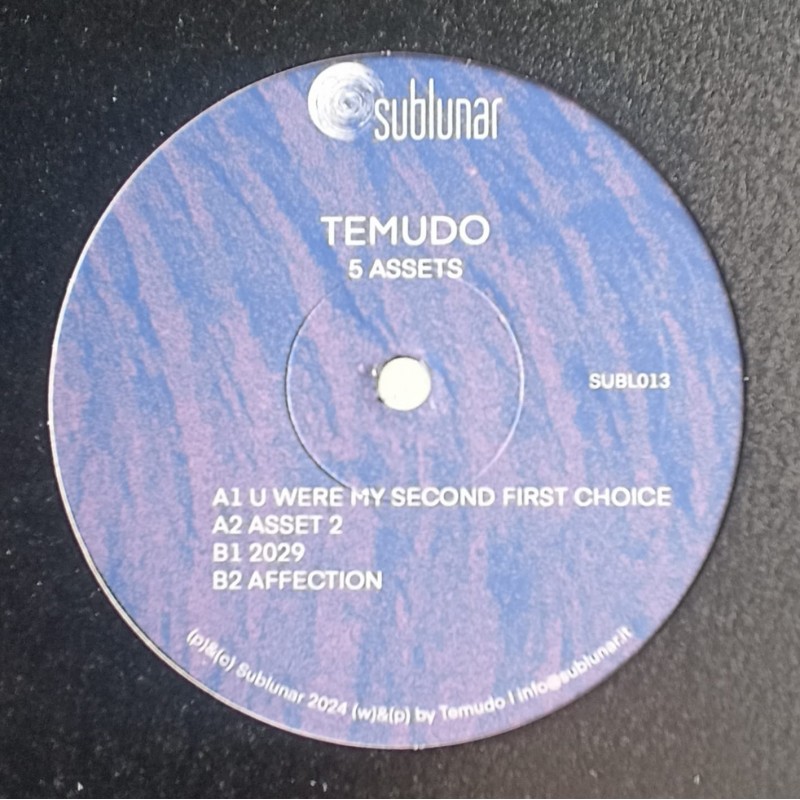 sublunar
TEMUDO
5 ASSETS
SUBL013
A1 U WERE MY SECOND FIRST CHOICE
A2 ASSET 2
B1 2029
B2 AFFECTION
(p)&(c) Sublunar 2024 (w)&(p) by Temudo | info@sublunar.it